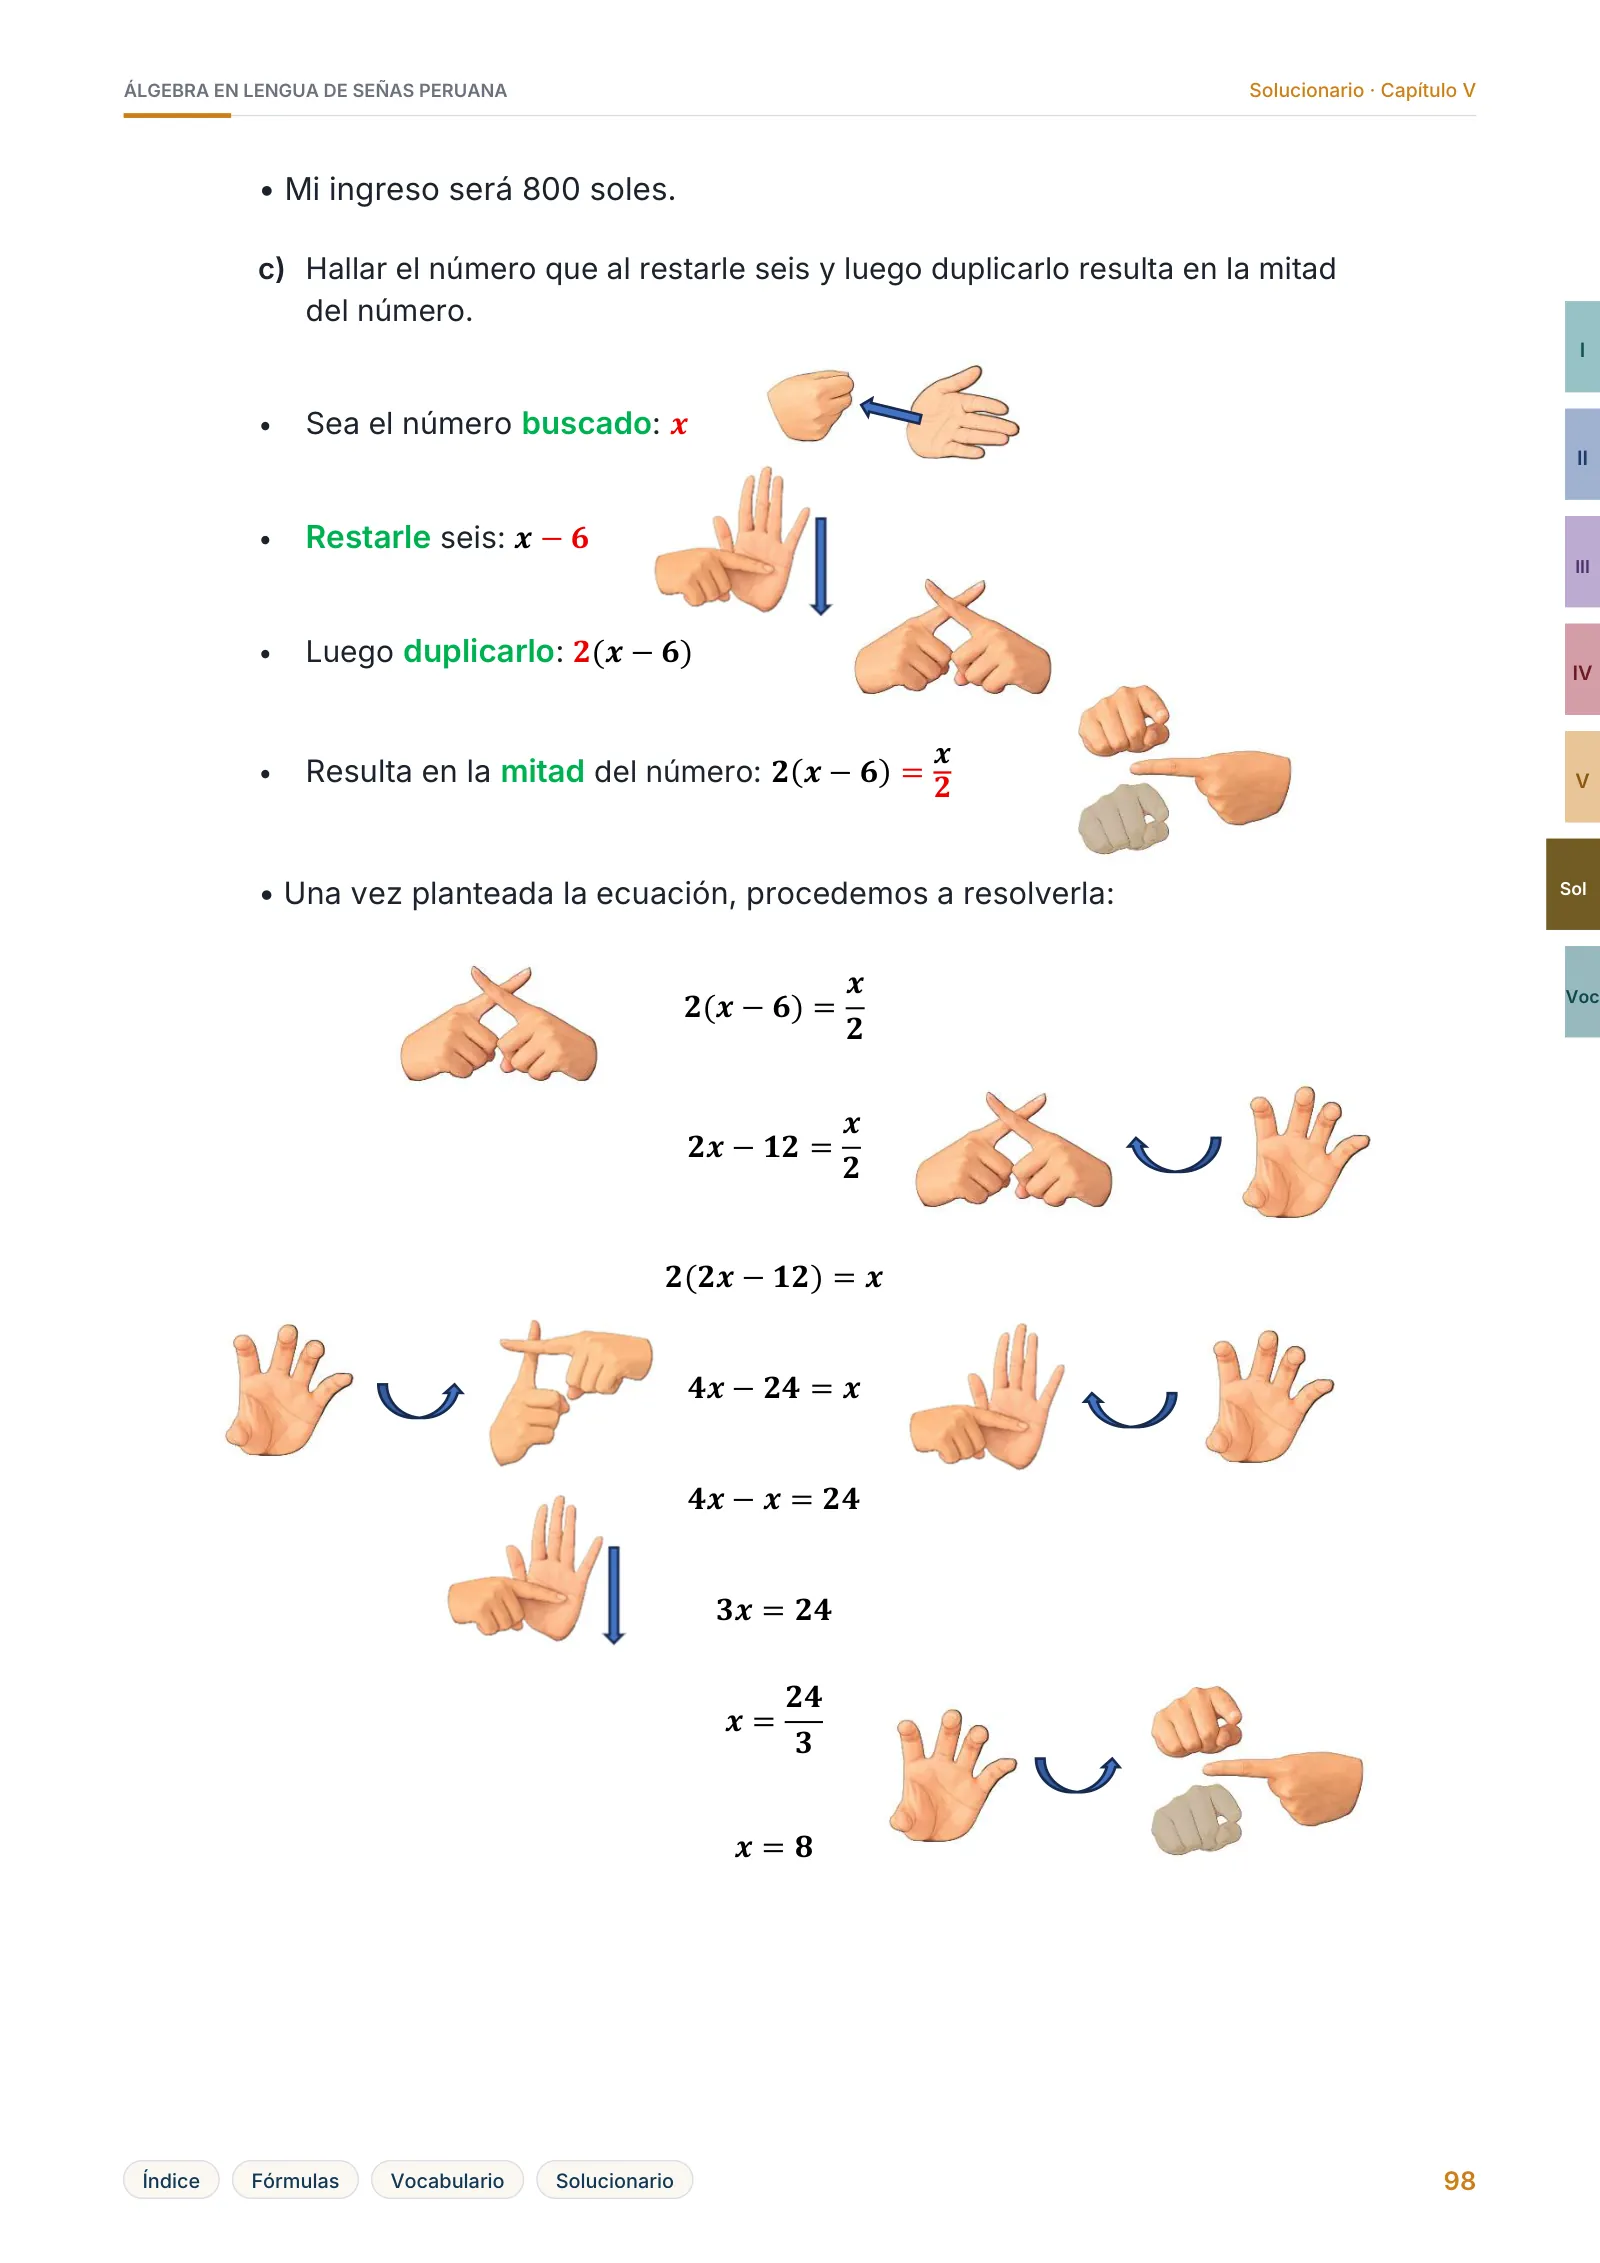 ÁLGEBRA EN LENGUA DE SEÑAS PERUANA
Solucionario · Capítulo V
• Mi ingreso será 800 soles.
c) Hallar el número que al restarle seis y luego duplicarlo resulta en la mitad
del número.
• Sea el número buscado: x
• Restarle seis: x − 6
• Luego duplicarlo: 2(x − 6)
• Resulta en la mitad del número: 2(x − 6) = x/2
• Una vez planteada la ecuación, procedemos a resolverla:
2(x − 6) = x/2
2x − 12 = x/2
2(2x − 12) = x
4x − 24 = x
4x − x = 24
3x = 24
x = 24/3
x = 8
I
II
III
IV
V
Sol
Voc
Índice
Fórmulas
Vocabulario
Solucionario
98